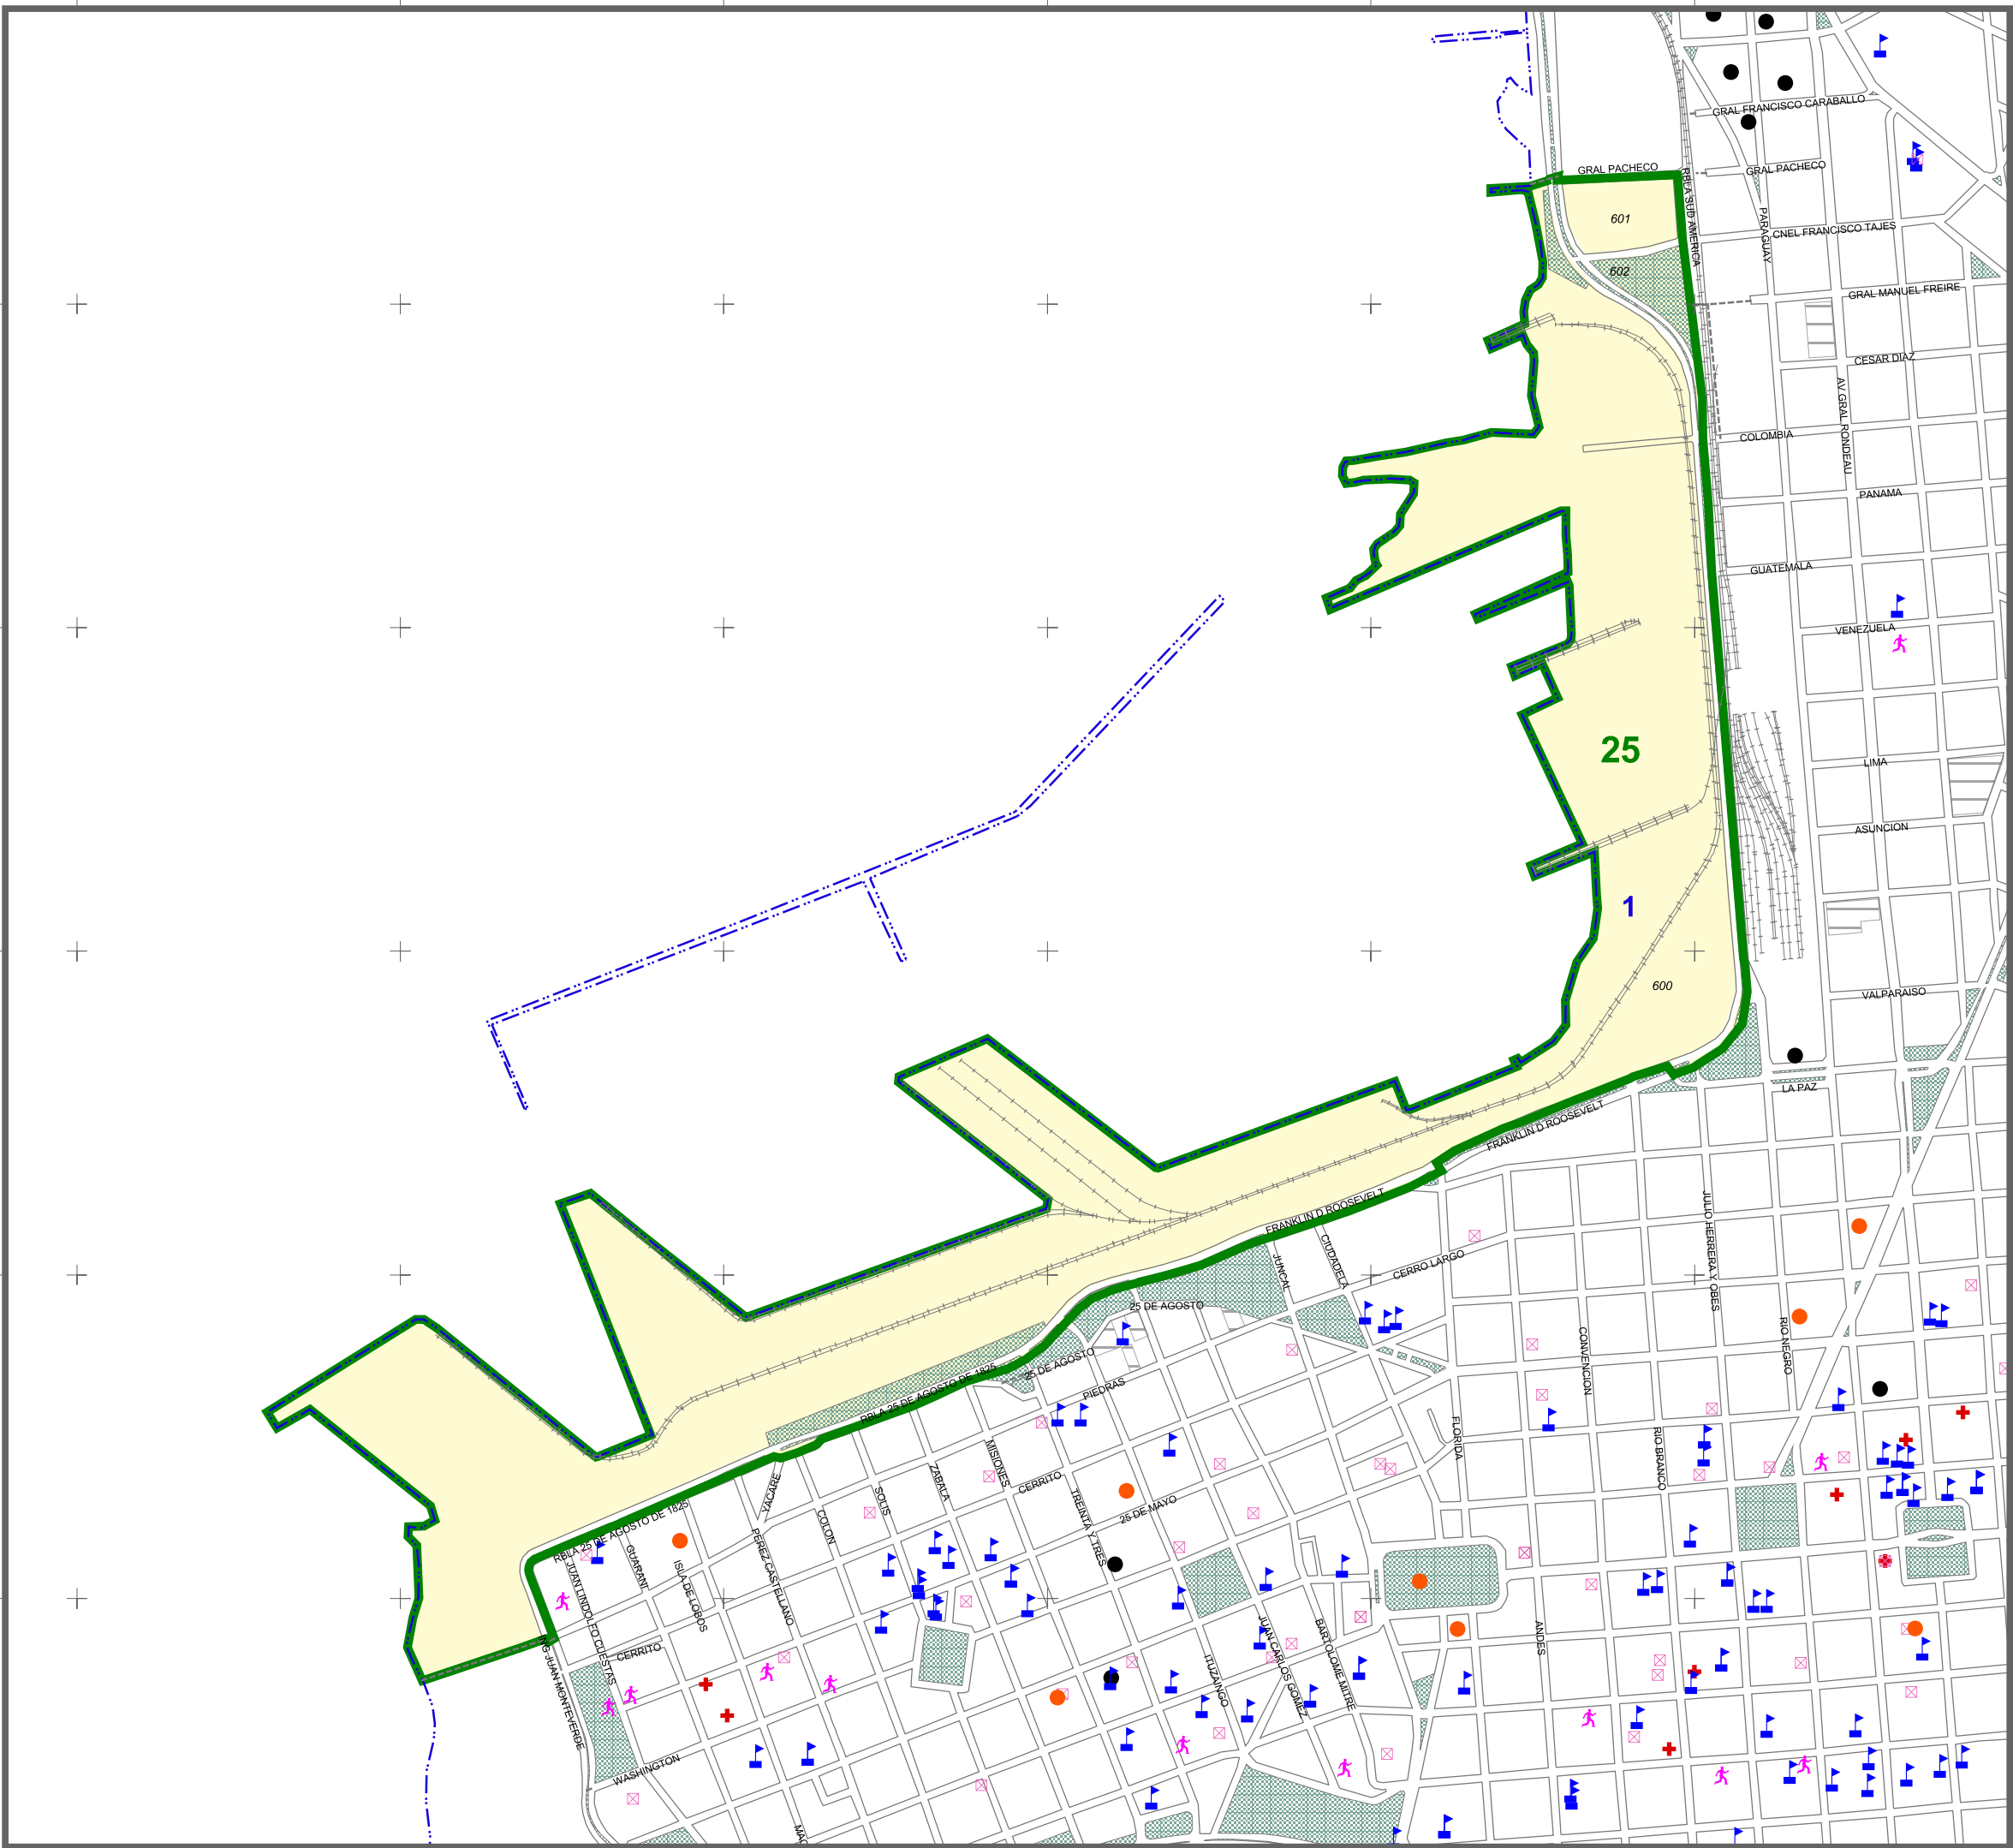 GRAL FRANCISCO CARABALLO
GRAL PACHECO
GRAL PACHECO
RBLA SUD AMERICA
601
PARAGUAY
CNEL FRANCISCO TAJES
602
GRAL MANUEL FREIRE
CESAR DIAZ
AV GRAL RONDEAU
COLOMBIA
PANAMA
GUATEMALA
VENEZUELA
25
LIMA
ASUNCION
1
600
VALPARAISO
LA PAZ
FRANKLIN D ROOSEVELT
FRANKLIN D ROOSEVELT
JULIO HERRERA Y OBES
JUNCAL
CIUDADELA
CERRO LARGO
25 DE AGOSTO
RIO NEGRO
CONVENCION
25 DE AGOSTO
RBLA 25 DE AGOSTO DE 1825
PIEDRAS
FLORIDA
RIO BRANCO
MISIONES
ZABALA
CERRITO
YACARE
SOLIS
TREINTA Y TRES
25 DE MAYO
COLON
RBLA 25 DE AGOSTO DE 1825
PEREZ CASTELLANO
GUARANI
ISLA DE LOBOS
JUAN LINDOLFO CUESTAS
CERRITO
ING JUAN MONTEVERDE
ITUZAINGO
JUAN CARLOS GOMEZ
BARTOLOME MITRE
ANDES
WASHINGTON